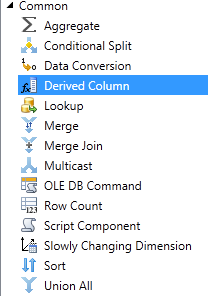 Common
Aggregate
Conditional Split
Data Conversion
Derived Column
Lookup
Merge
Merge Join
Multicast
OLE DB Command
Row Count
Script Component
Slowly Changing Dimension
Sort
Union All